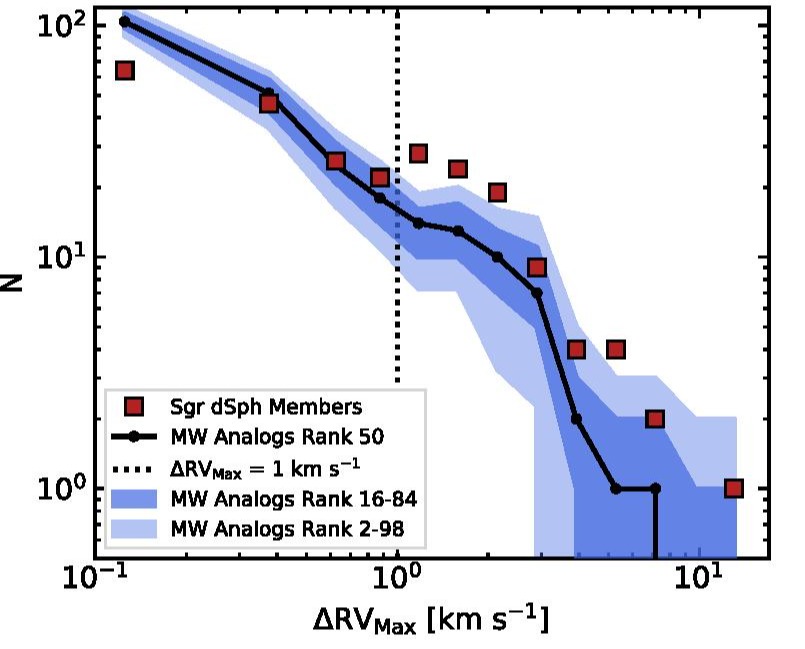 10²
10¹
10⁰
N
Sgr dSph Members
MW Analogs Rank 50
ΔRV_Max = 1 km s⁻¹
MW Analogs Rank 16-84
MW Analogs Rank 2-98
10⁻¹ 10⁰ 10¹
ΔRV_Max [km s⁻¹]